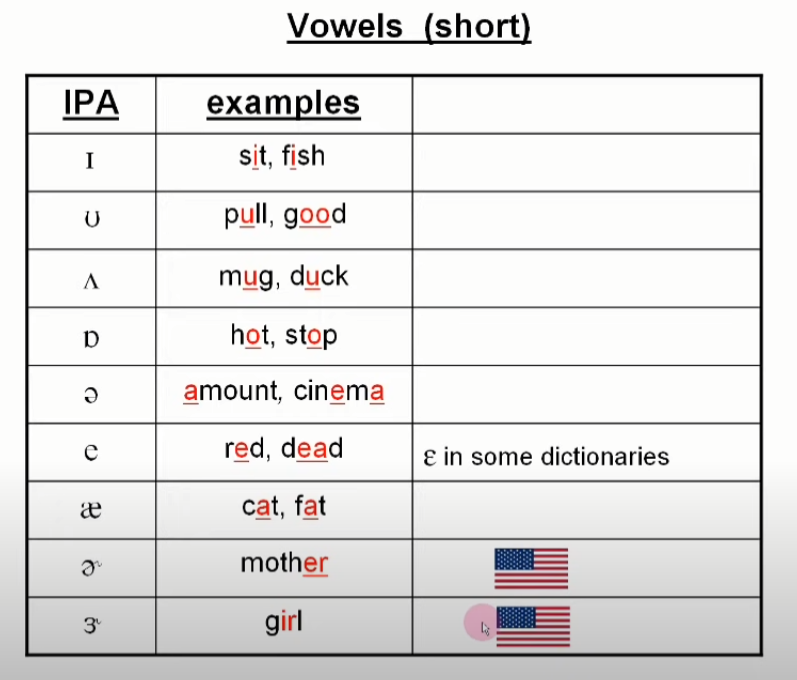 Vowels (short)
IPA examples
ɪ sit, fish
ʊ pull, good
ʌ mug, duck
ɒ hot, stop
ə amount, cinema
e red, dead ɛ in some dictionaries
æ cat, fat
ɚ mother
ɝ girl